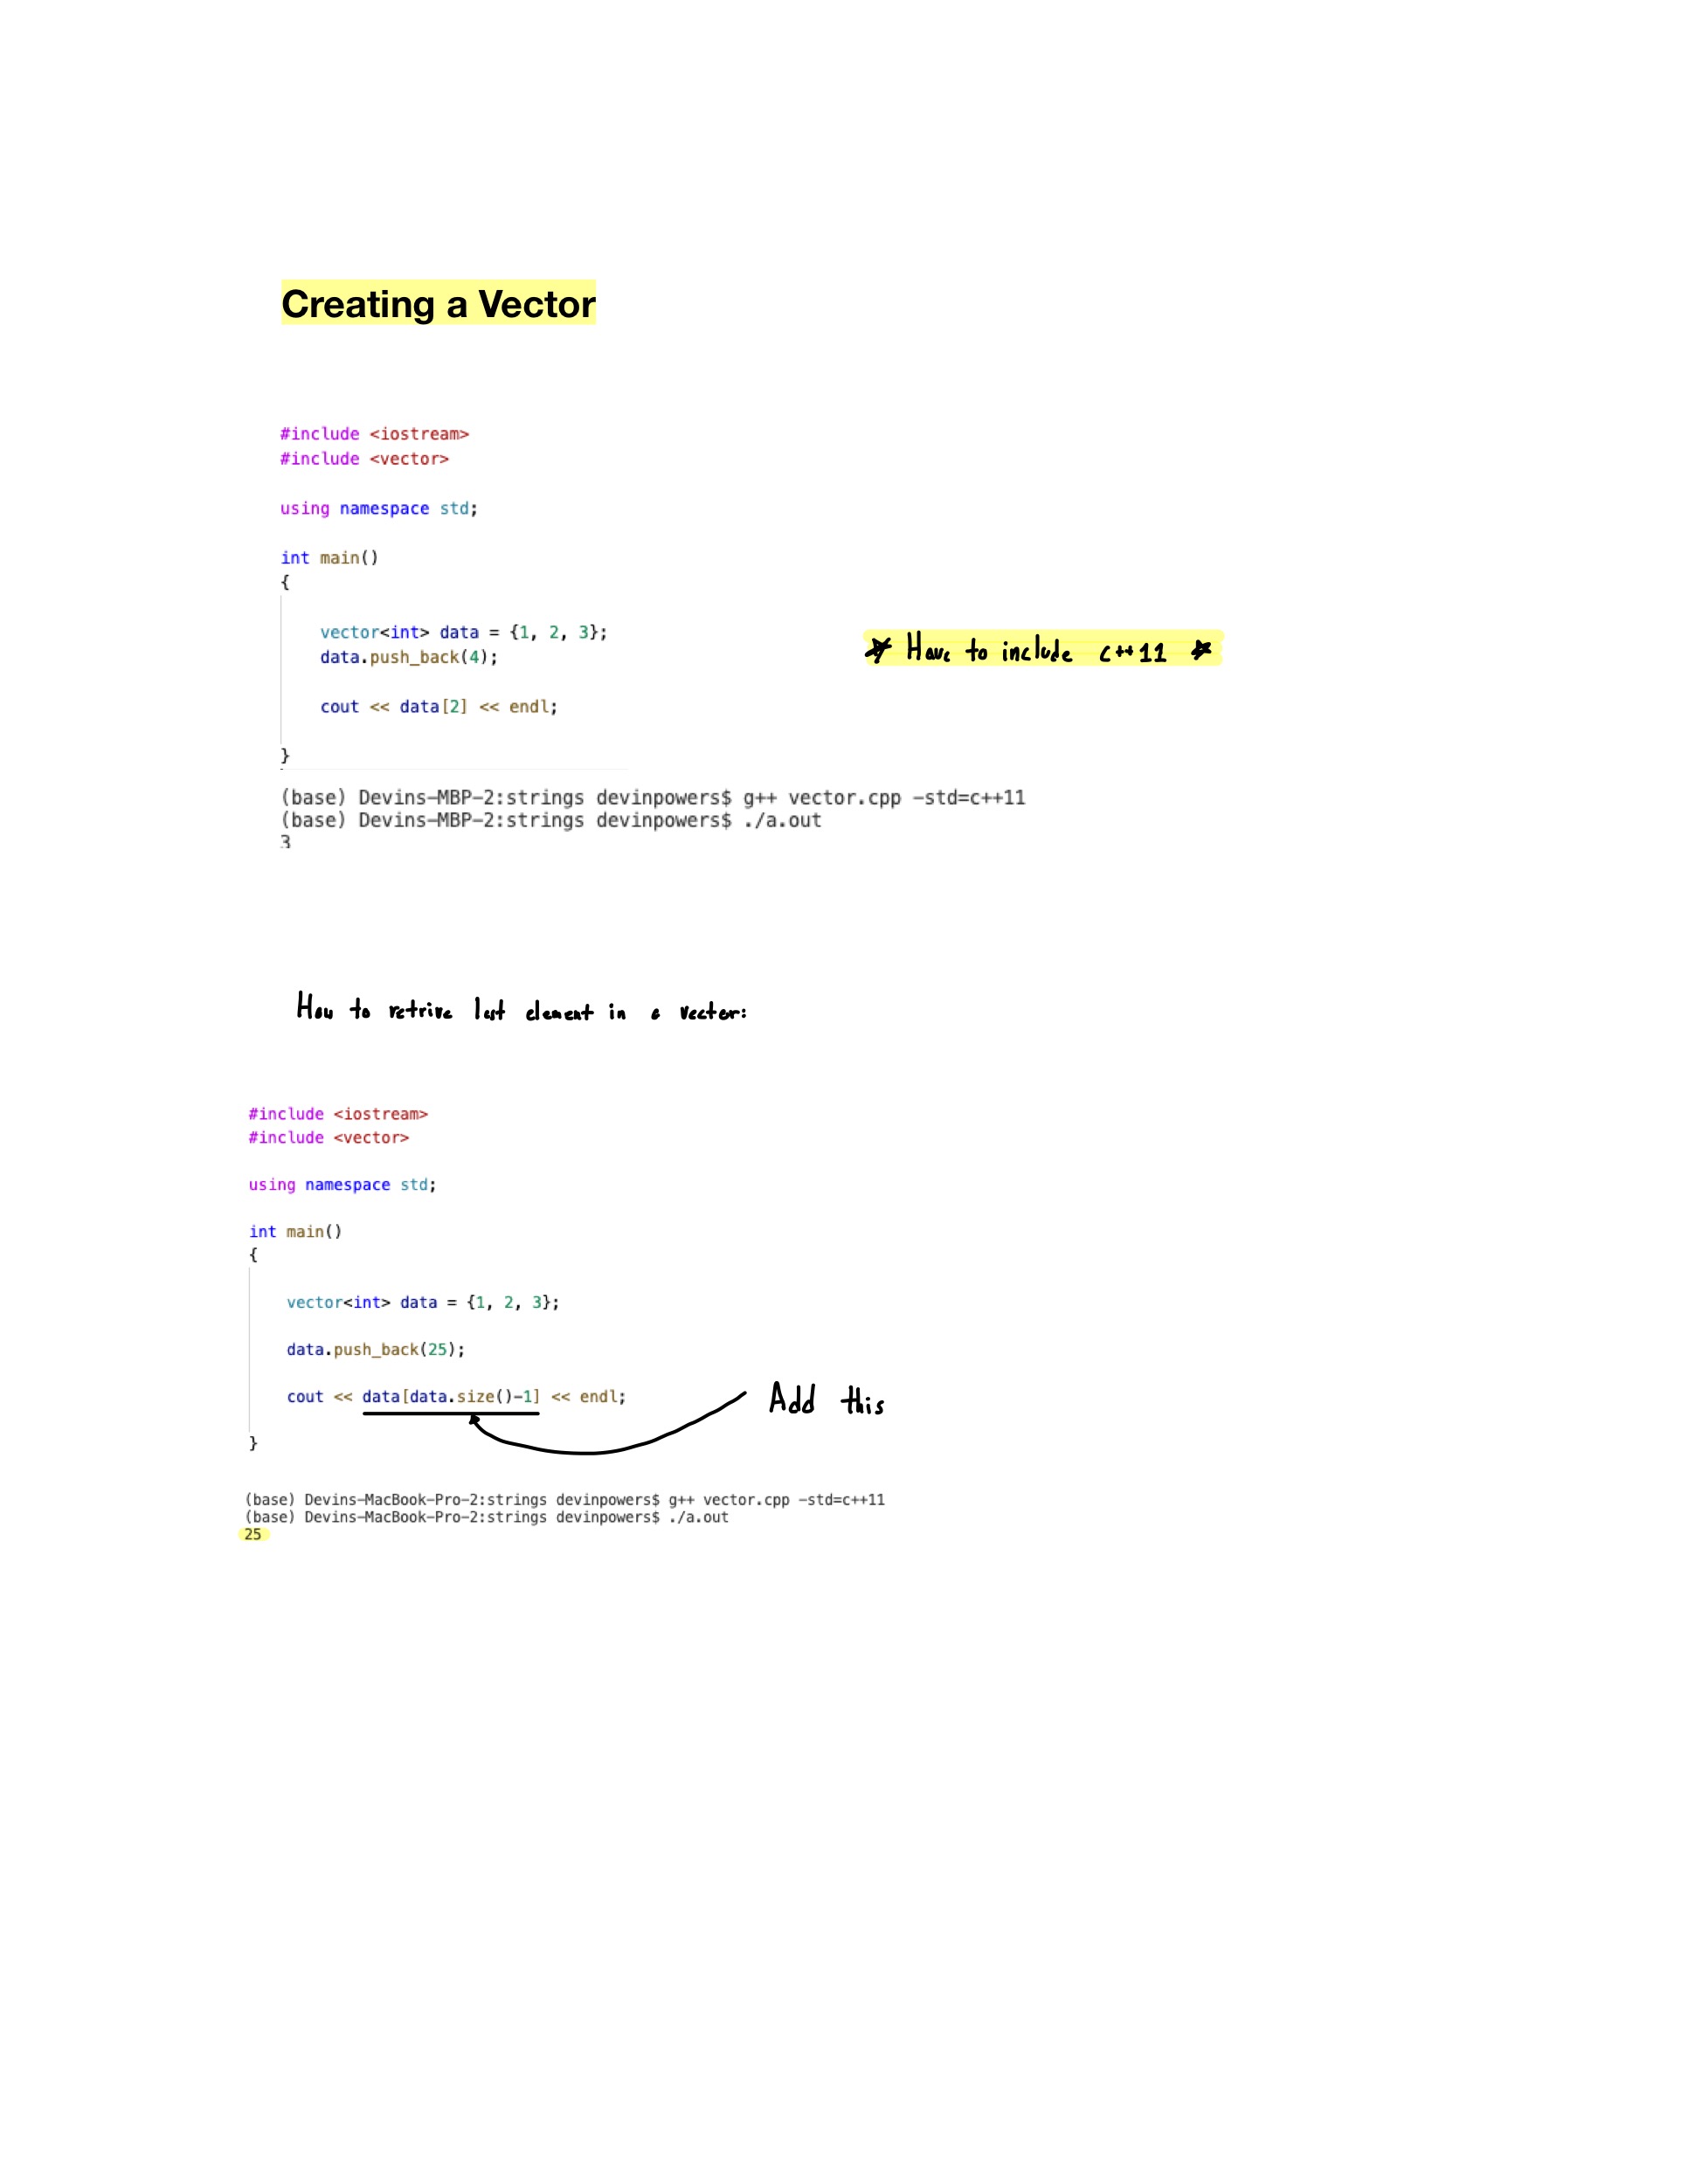 Creating a Vector
#include <iostream>
#include <vector>
using namespace std;
int main()
{
vector<int> data = {1, 2, 3};
data.push_back(4);
* Have to include c++11 *
cout << data[2] << endl;
}
(base) Devins-MBP-2:strings devinpowers$ g++ vector.cpp -std=c++11
(base) Devins-MBP-2:strings devinpowers$ ./a.out
3
How to retrive last element in a vector:
#include <iostream>
#include <vector>
using namespace std;
int main()
{
vector<int> data = {1, 2, 3};
data.push_back(25);
cout << data[data.size()-1] << endl;
Add this
}
(base) Devins-MacBook-Pro-2:strings devinpowers$ g++ vector.cpp -std=c++11
(base) Devins-MacBook-Pro-2:strings devinpowers$ ./a.out
25